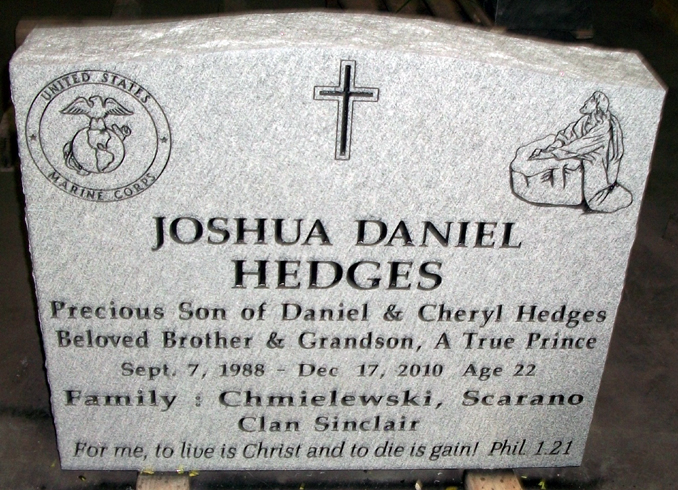 UNITED STATES
MARINE CORPS
JOSHUA DANIEL
HEDGES
Precious Son of Daniel & Cheryl Hedges
Beloved Brother & Grandson, A True Prince
Sept. 7, 1988 - Dec 17, 2010 Age 22
Family : Chmielewski, Scarano
Clan Sinclair
For me, to live is Christ and to die is gain! Phil. 1.21